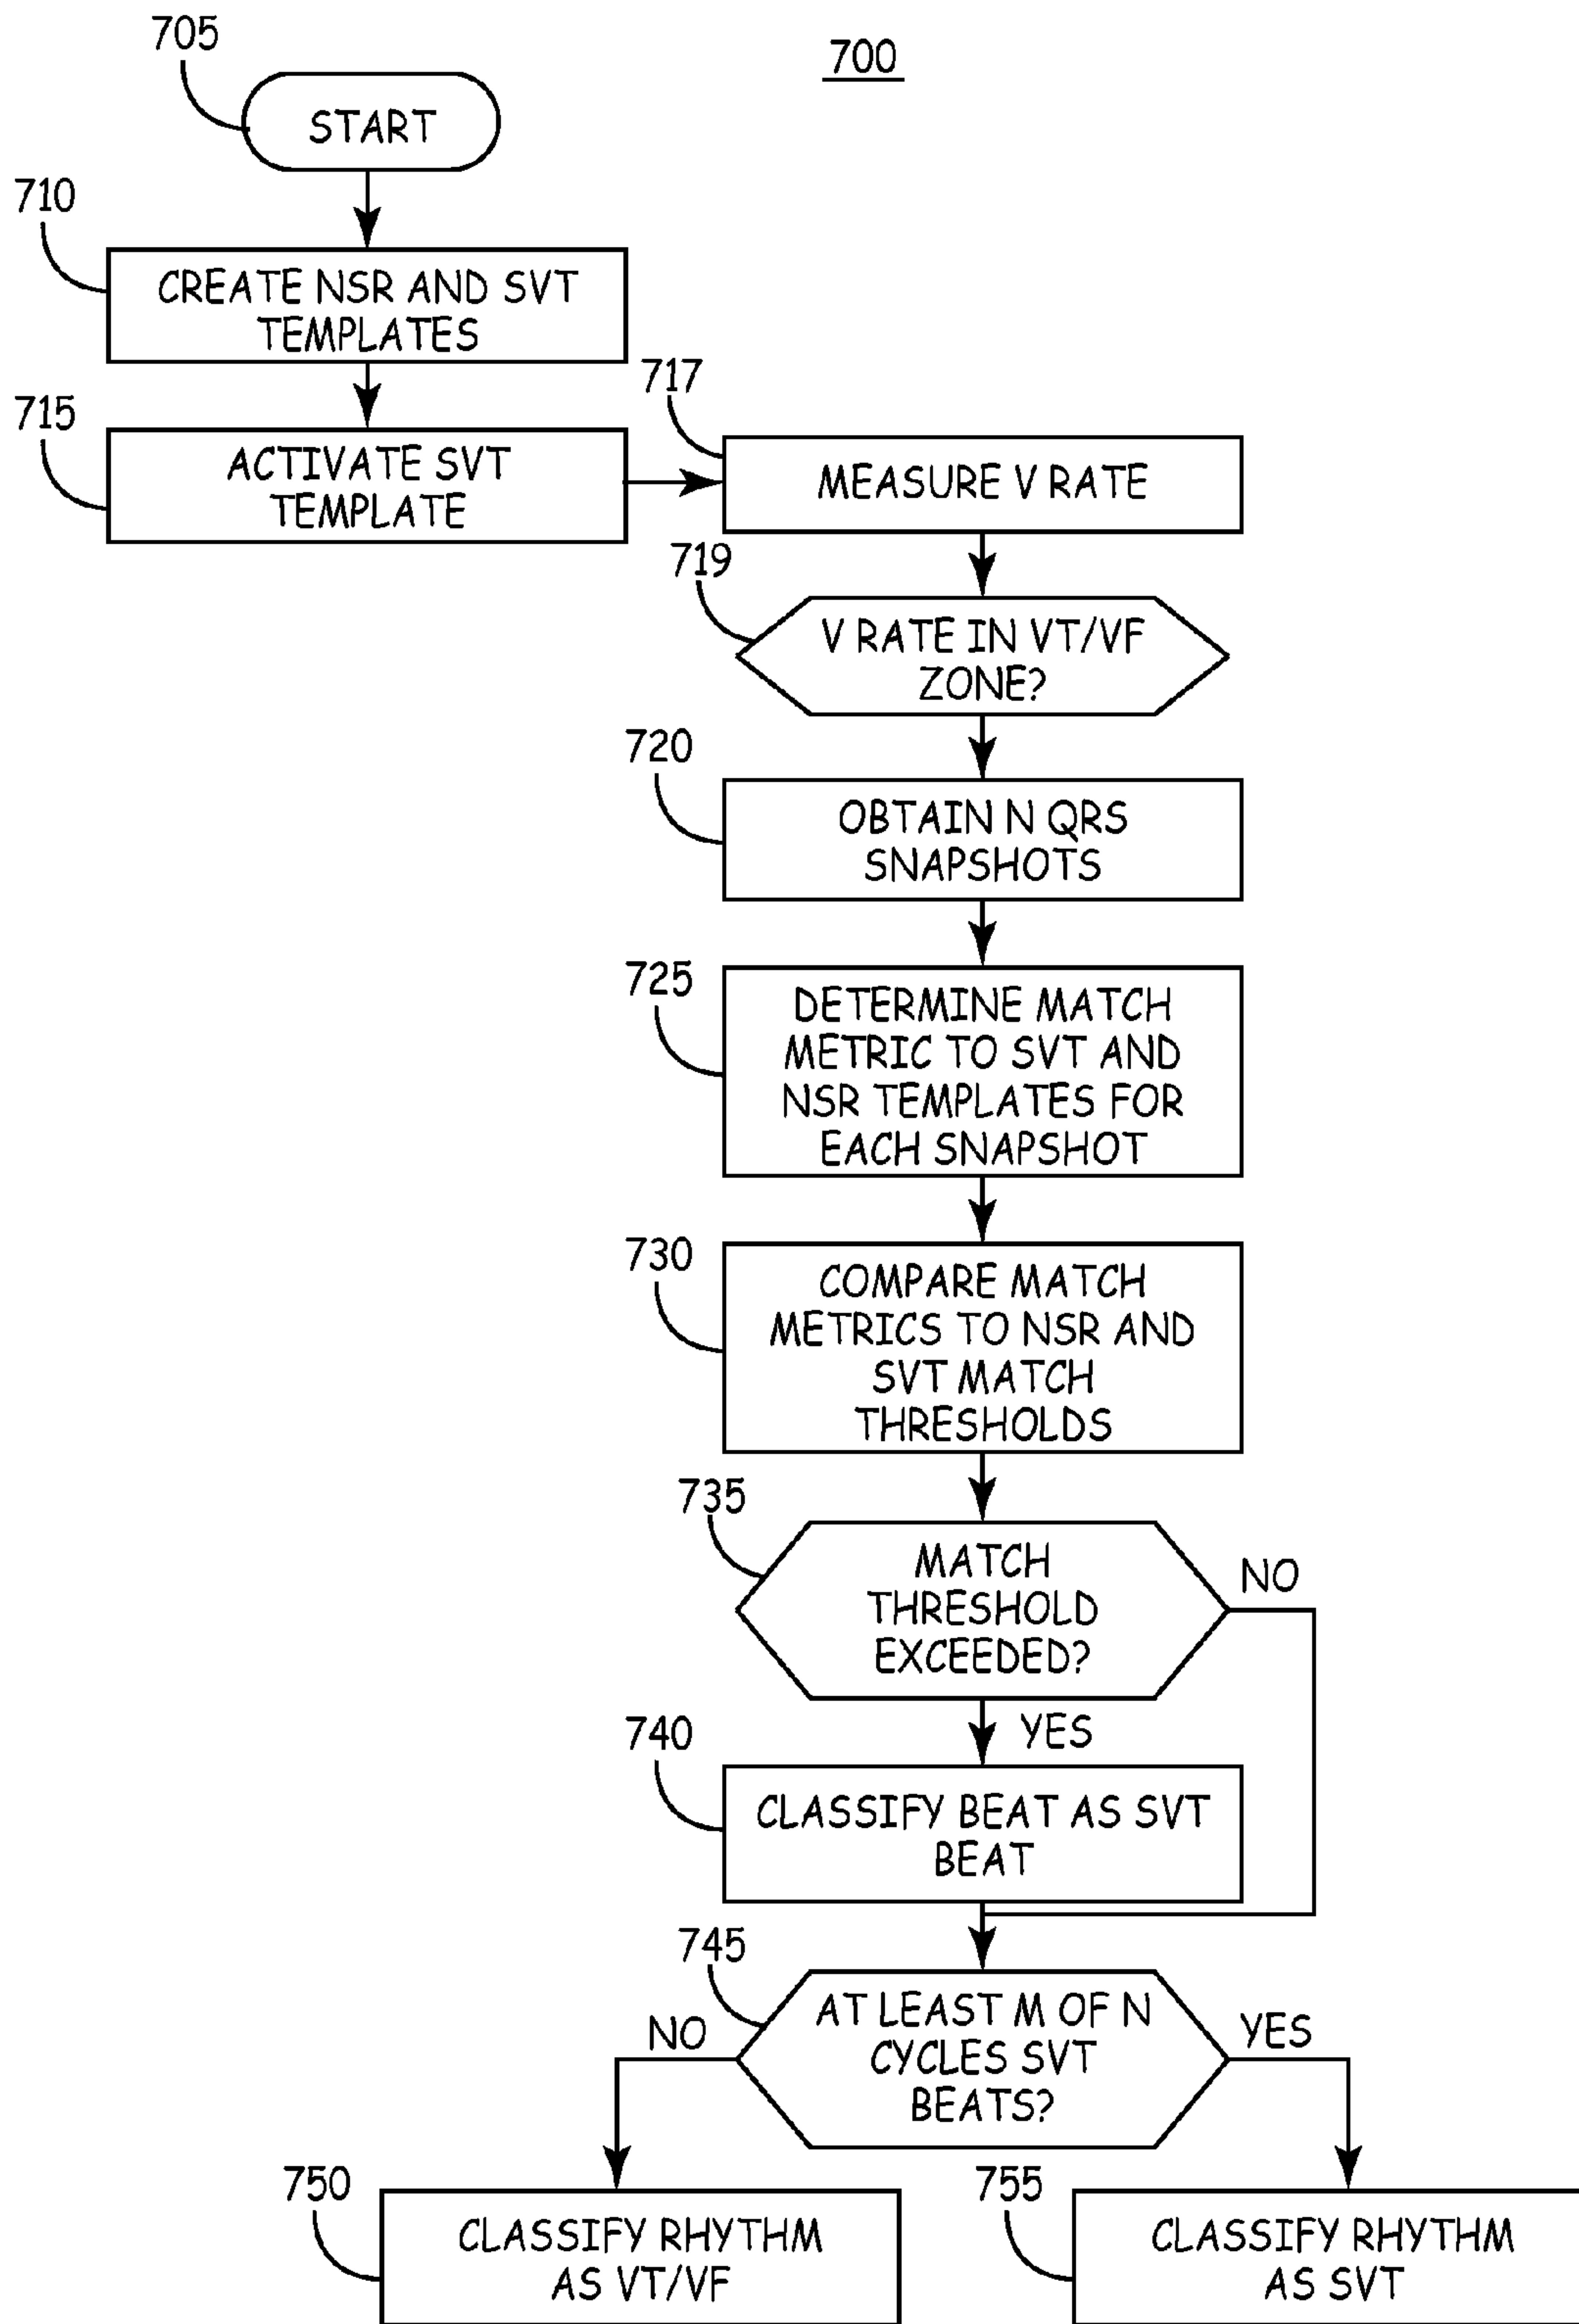 705
700
START
710
CREATE NSR AND SVT
TEMPLATES
717
715
ACTIVATE SVT
TEMPLATE
MEASURE V RATE
719
V RATE IN VT/VF
ZONE?
720
OBTAIN N QRS
SNAPSHOTS
725
DETERMINE MATCH
METRIC TO SVT AND
NSR TEMPLATES FOR
EACH SNAPSHOT
730
COMPARE MATCH
METRICS TO NSR AND
SVT MATCH
THRESHOLDS
735
MATCH
THRESHOLD
EXCEEDED?
NO
YES
740
CLASSIFY BEAT AS SVT
BEAT
745
AT LEAST M OF N
CYCLES SVT
BEATS?
NO
YES
750
CLASSIFY RHYTHM
AS VT/VF
755
CLASSIFY RHYTHM
AS SVT